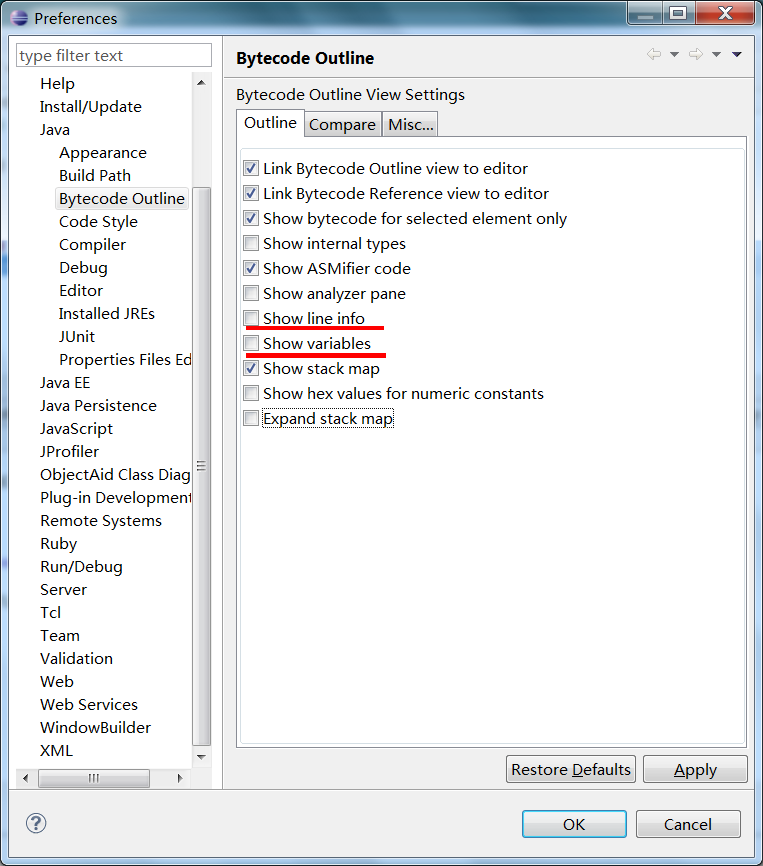 Preferences
type filter text
Help
Install/Update
Java
Appearance
Build Path
Bytecode Outline
Code Style
Compiler
Debug
Editor
Installed JREs
JUnit
Properties Files Ed
Java EE
Java Persistence
JavaScript
JProfiler
ObjectAid Class Diag
Plug-in Development
Remote Systems
Ruby
Run/Debug
Server
Tcl
Team
Validation
Web
Web Services
WindowBuilder
XML
Bytecode Outline
Bytecode Outline View Settings
Outline Compare Misc...
Link Bytecode Outline view to editor
Link Bytecode Reference view to editor
Show bytecode for selected element only
Show internal types
Show ASMifier code
Show analyzer pane
Show line info
Show variables
Show stack map
Show hex values for numeric constants
Expand stack map
Restore Defaults Apply
OK Cancel